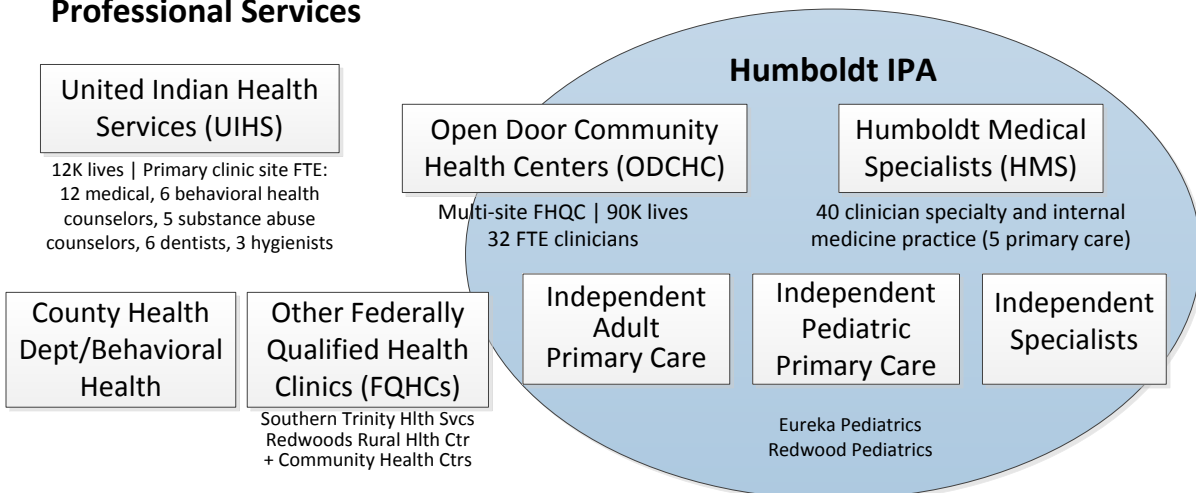 Professional Services
Humboldt IPA
United Indian Health
Services (UIHS)
12K lives | Primary clinic site FTE:
12 medical, 6 behavioral health
counselors, 5 substance abuse
counselors, 6 dentists, 3 hygienists
Open Door Community
Health Centers (ODCHC)
Multi-site FHQC | 90K lives
32 FTE clinicians
Humboldt Medical
Specialists (HMS)
40 clinician specialty and internal
medicine practice (5 primary care)
County Health
Dept/Behavioral
Health
Other Federally
Qualified Health
Clinics (FQHCs)
Southern Trinity Hlth Svcs
Redwoods Rural Hlth Ctr
+ Community Health Ctrs
Independent
Adult
Primary Care
Independent
Pediatric
Primary Care
Independent
Specialists
Eureka Pediatrics
Redwood Pediatrics